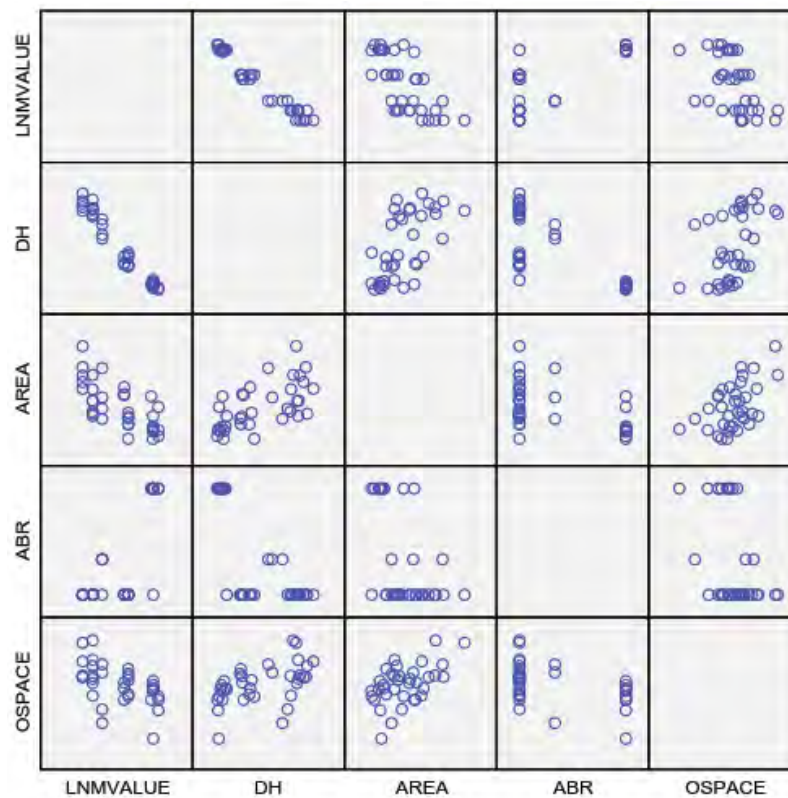 LNMVALUE
DH
AREA
ABR
OSPACE
LNMVALUE DH AREA ABR OSPACE